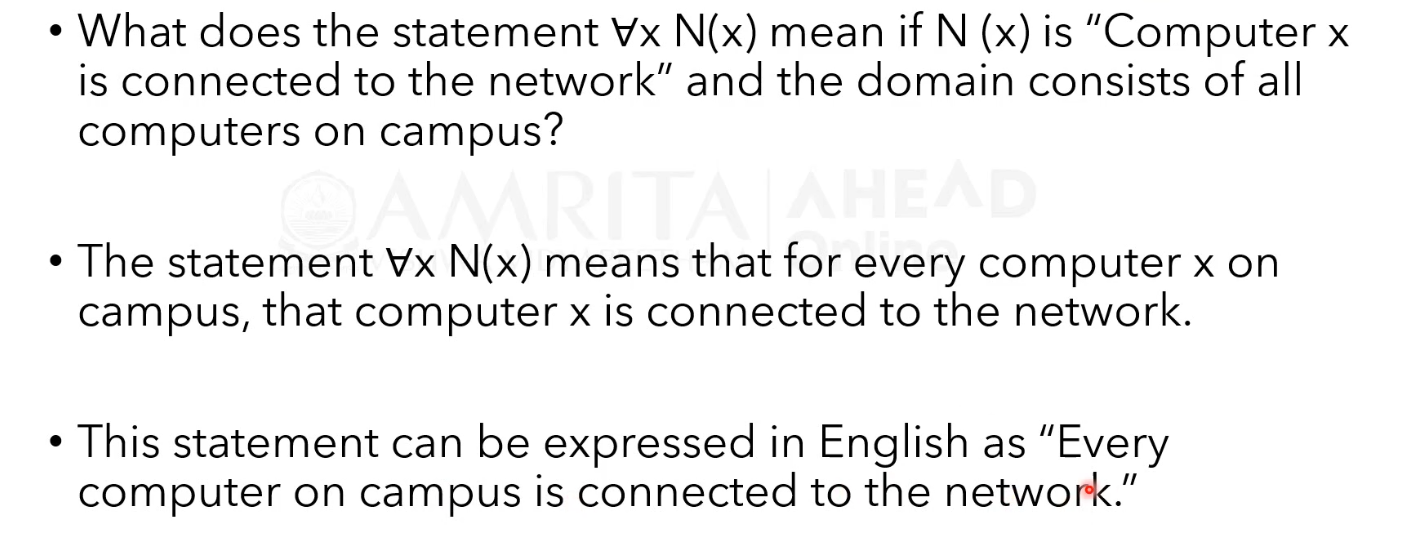 • What does the statement ∀x N(x) mean if N (x) is “Computer x
is connected to the network” and the domain consists of all
computers on campus?
AMRITA AHEAD
Online
• The statement ∀x N(x) means that for every computer x on
campus, that computer x is connected to the network.
• This statement can be expressed in English as “Every
computer on campus is connected to the network.”